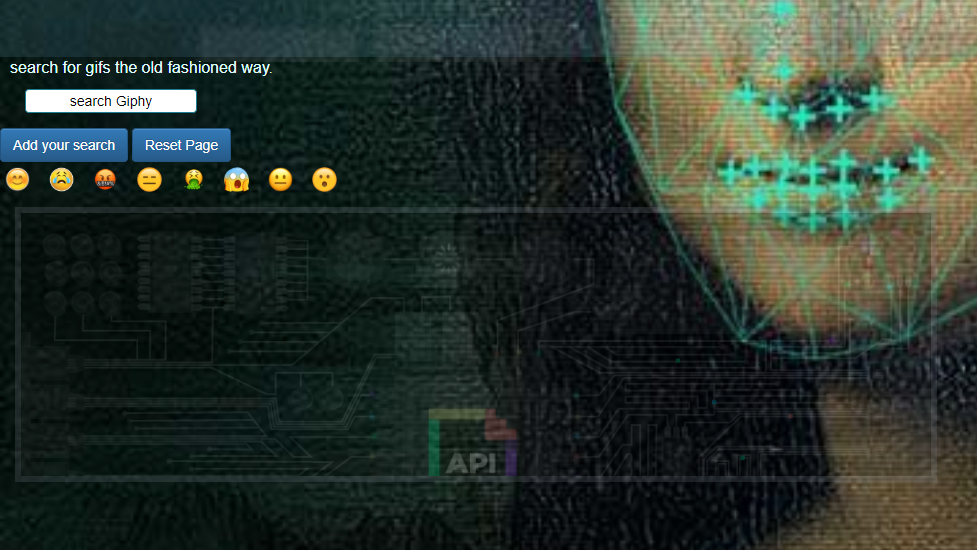 search for gifs the old fashioned way.
search Giphy
Add your search
Reset Page
API